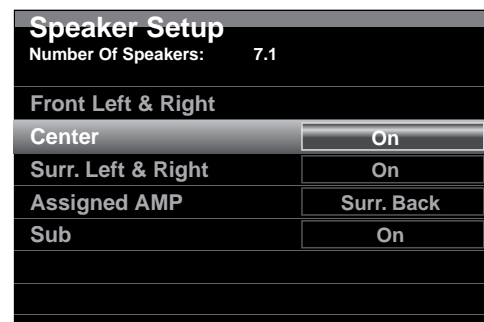 Speaker Setup
Number Of Speakers: 7.1
Front Left & Right
Center On
Surr. Left & Right On
Assigned AMP Surr. Back
Sub On